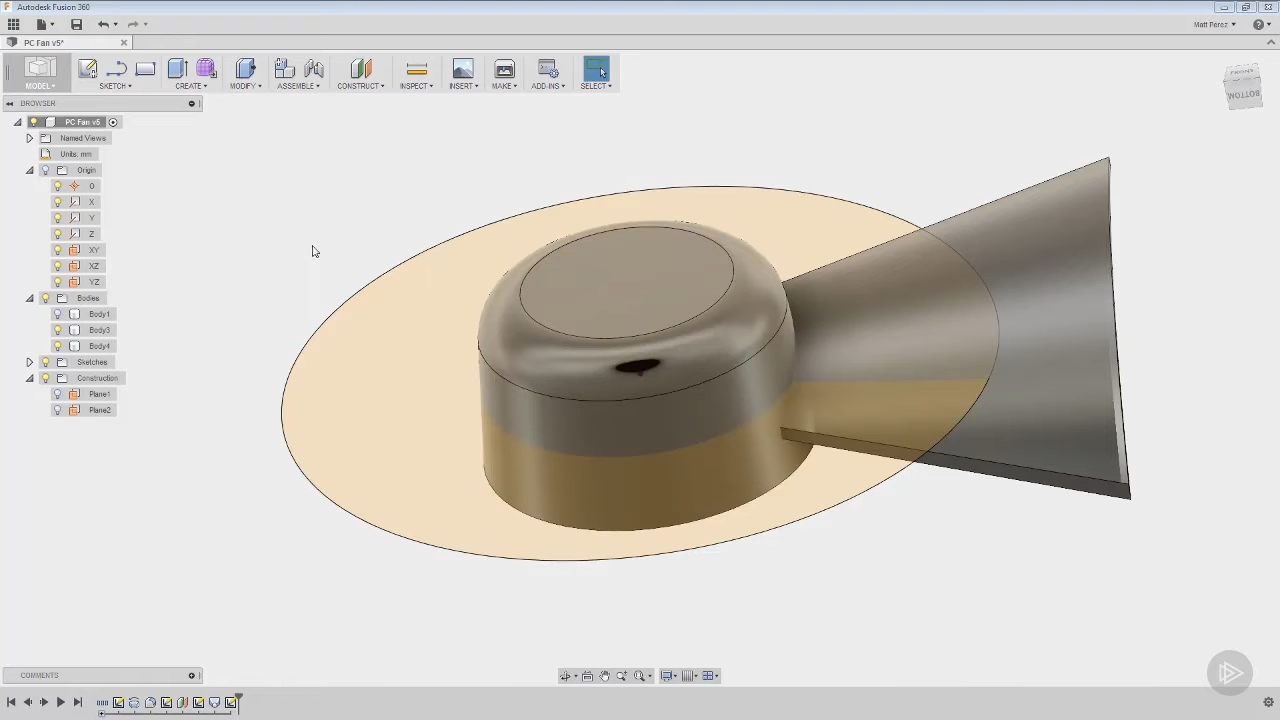 Autodesk Fusion 360
Matt Perez
PC Fan v5*
MODEL
SKETCH
CREATE
MODIFY
ASSEMBLE
CONSTRUCT
INSPECT
INSERT
MAKE
ADD-INS
SELECT
BROWSER
PC Fan v5
Named Views
Units: mm
Origin
O
X
Y
Z
XY
XZ
YZ
Bodies
Body1
Body3
Body4
Sketches
Construction
Plane1
Plane2
FRONT
BOTTOM
COMMENTS